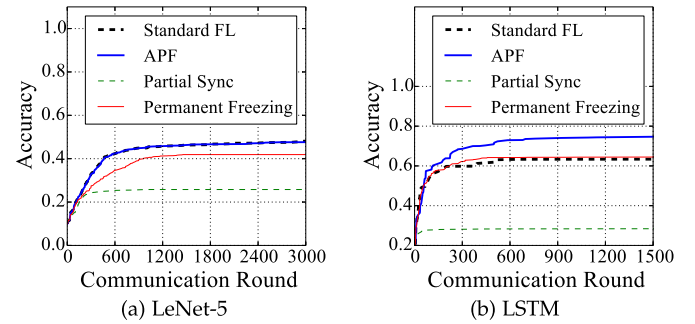 Standard FL
APF
Partial Sync
Permanent Freezing
1.0
0.8
0.6
0.4
0.2
0.0
Accuracy
0 600 1200 1800 2400 3000
Communication Round
(a) LeNet-5
Standard FL
APF
Partial Sync
Permanent Freezing
1.0
0.8
0.6
0.4
0.2
Accuracy
0 300 600 900 1200 1500
Communication Round
(b) LSTM